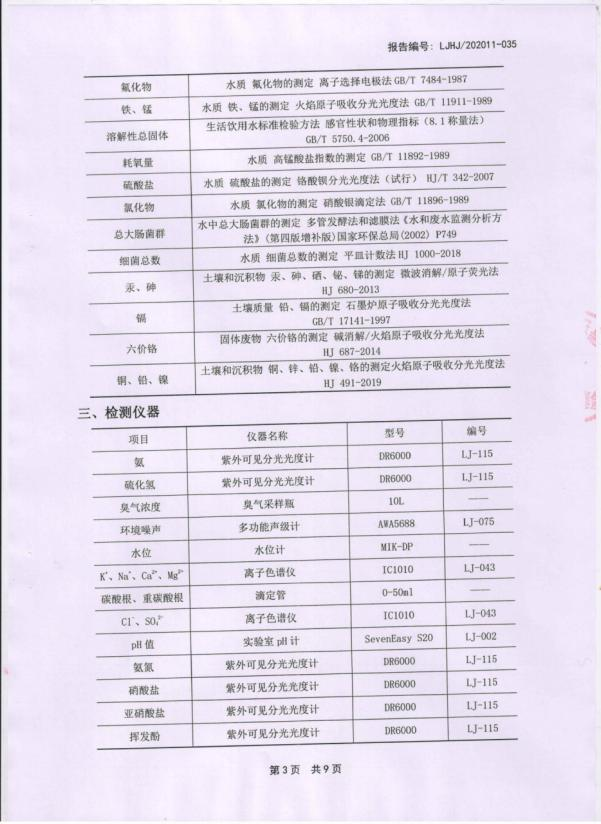 报告编号: LJHJ/202011-035
氟化物 水质 氟化物的测定 离子选择电极法 GB/T 7484-1987
铁、锰 水质 铁、锰的测定 火焰原子吸收分光光度法 GB/T 11911-1989
溶解性总固体 生活饮用水标准检验方法 感官性状和物理指标（8.1 称量法）
GB/T 5750.4-2006
耗氧量 水质 高锰酸盐指数的测定 GB/T 11892-1989
硫酸盐 水质 硫酸盐的测定 铬酸钡分光光度法（试行） HJ/T 342-2007
氯化物 水质 氯化物的测定 硝酸银滴定法 GB/T 11896-1989
总大肠菌群 水中总大肠菌群的测定 多管发酵法和滤膜法《水和废水监测分析方
法》(第四版增补版)国家环保总局(2002) P749
细菌总数 水质 细菌总数的测定 平皿计数法 HJ 1000-2018
汞、砷 土壤和沉积物 汞、砷、硒、铋、锑的测定 微波消解/原子荧光法
HJ 680-2013
镉 土壤质量 铅、镉的测定 石墨炉原子吸收分光光度法
GB/T 17141-1997
六价铬 固体废物 六价铬的测定 碱消解/火焰原子吸收分光光度法
HJ 687-2014
铜、铅、镍 土壤和沉积物 铜、锌、铅、镍、铬的测定火焰原子吸收分光光度法
HJ 491-2019
三、检测仪器
项目 仪器名称 型号 编号
氨 紫外可见分光光度计 DR6000 LJ-115
硫化氢 紫外可见分光光度计 DR6000 LJ-115
臭气浓度 臭气采样瓶 10L ——
环境噪声 多功能声级计 AWA5688 LJ-075
水位 水位计 MIK-DP ——
K⁺、Na⁺、Ca²⁺、Mg²⁺ 离子色谱仪 IC1010 LJ-043
碳酸根、重碳酸根 滴定管 0-50ml ——
Cl⁻、SO₄²⁻ 离子色谱仪 IC1010 LJ-043
pH 值 实验室 pH 计 SevenEasy S20 LJ-002
氨氮 紫外可见分光光度计 DR6000 LJ-115
硝酸盐 紫外可见分光光度计 DR6000 LJ-115
亚硝酸盐 紫外可见分光光度计 DR6000 LJ-115
挥发酚 紫外可见分光光度计 DR6000 LJ-115
第 3 页 共 9 页